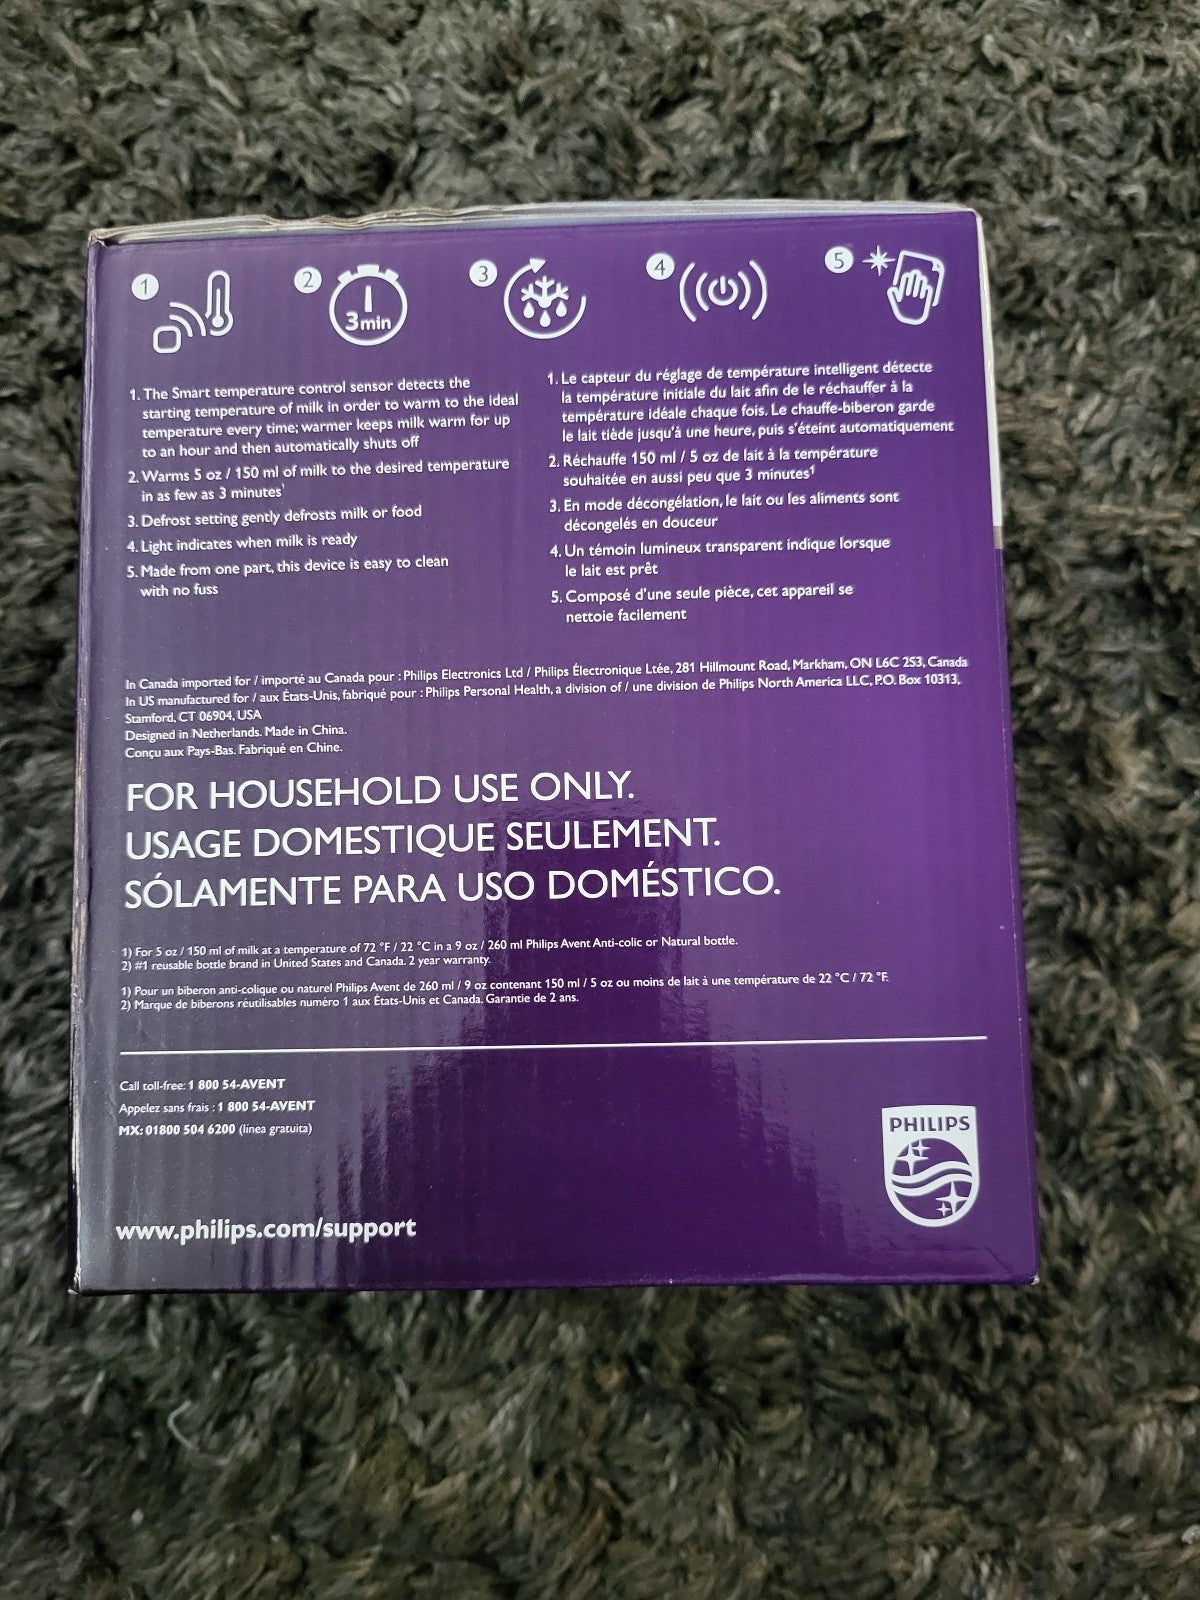 1
2
3min
3
4
5
1. The Smart temperature control sensor detects the
starting temperature of milk in order to warm to the ideal
temperature every time; warmer keeps milk warm for up
to an hour and then automatically shuts off
2. Warms 5 oz / 150 ml of milk to the desired temperature
in as few as 3 minutes¹
3. Defrost setting gently defrosts milk or food
4. Light indicates when milk is ready
5. Made from one part, this device is easy to clean
with no fuss
1. Le capteur du réglage de température intelligent détecte
la température initiale du lait afin de le réchauffer à la
température idéale chaque fois. Le chauffe-biberon garde
le lait tiède jusqu'à une heure, puis s'éteint automatiquement
2. Réchauffe 150 ml / 5 oz de lait à la température
souhaitée en aussi peu que 3 minutes¹
3. En mode décongélation, le lait ou les aliments sont
décongelés en douceur
4. Un témoin lumineux transparent indique lorsque
le lait est prêt
5. Composé d'une seule pièce, cet appareil se
nettoie facilement
In Canada imported for / importé au Canada pour : Philips Electronics Ltd / Philips Électronique Ltée, 281 Hillmount Road, Markham, ON L6C 2S3, Canada
In US manufactured for / aux États-Unis, fabriqué pour : Philips Personal Health, a division of / une division de Philips North America LLC, P.O. Box 10313,
Stamford, CT 06904, USA
Designed in Netherlands. Made in China.
Conçu aux Pays-Bas. Fabriqué en Chine.
FOR HOUSEHOLD USE ONLY.
USAGE DOMESTIQUE SEULEMENT.
SÓLAMENTE PARA USO DOMÉSTICO.
1) For 5 oz / 150 ml of milk at a temperature of 72 °F / 22 °C in a 9 oz / 260 ml Philips Avent Anti-colic or Natural bottle.
2) #1 reusable bottle brand in United States and Canada. 2 year warranty.
1) Pour un biberon anti-colique ou naturel Philips Avent de 260 ml / 9 oz contenant 150 ml / 5 oz ou moins de lait à une température de 22 °C / 72 °F.
2) Marque de biberons réutilisables numéro 1 aux États-Unis et Canada. Garantie de 2 ans.
Call toll-free: 1 800 54-AVENT
Appelez sans frais : 1 800 54-AVENT
MX: 01800 504 6200 (línea gratuita)
PHILIPS
www.philips.com/support